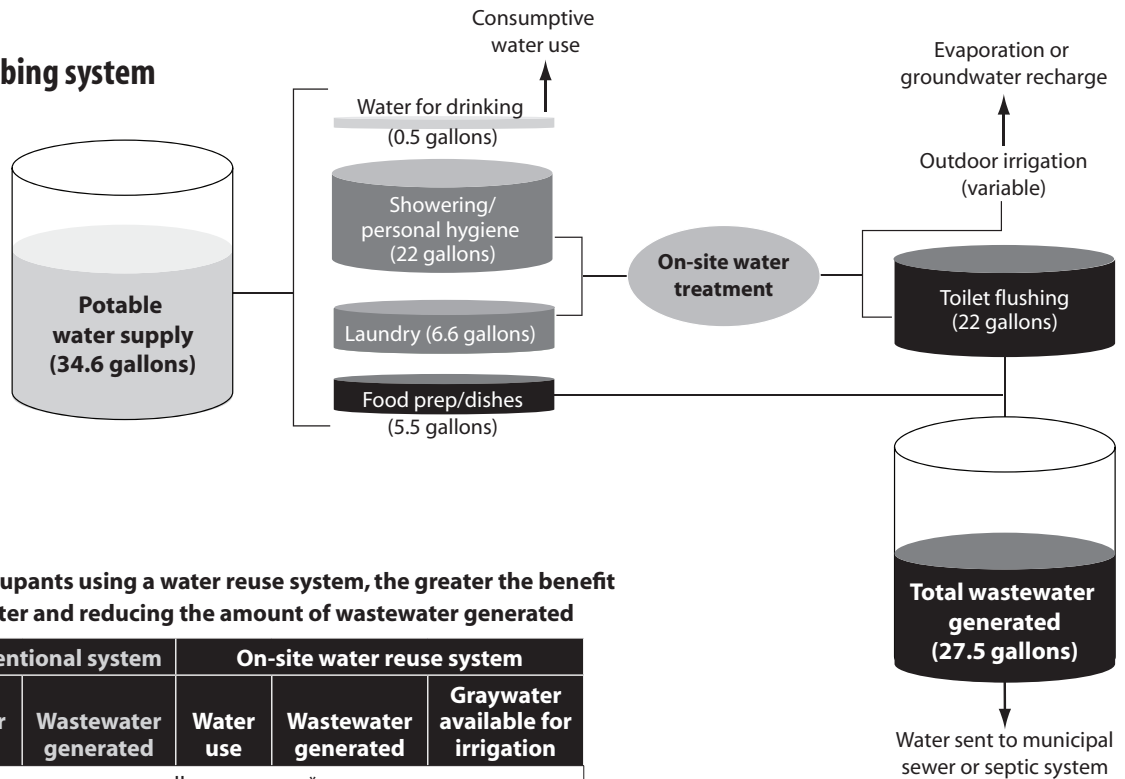 bing system
Consumptive
water use
Water for drinking
(0.5 gallons)
Showering/
personal hygiene
(22 gallons)
Laundry (6.6 gallons)
Food prep/dishes
(5.5 gallons)
Potable
water supply
(34.6 gallons)
On-site water
treatment
Evaporation or
groundwater recharge
Outdoor irrigation
(variable)
Toilet flushing
(22 gallons)
Total wastewater
generated
(27.5 gallons)
Water sent to municipal
sewer or septic system
upants using a water reuse system, the greater the benefit
ter and reducing the amount of wastewater generated
entional system
On-site water reuse system
r
Wastewater
generated
Water
use
Wastewater
generated
Graywater
available for
irrigation